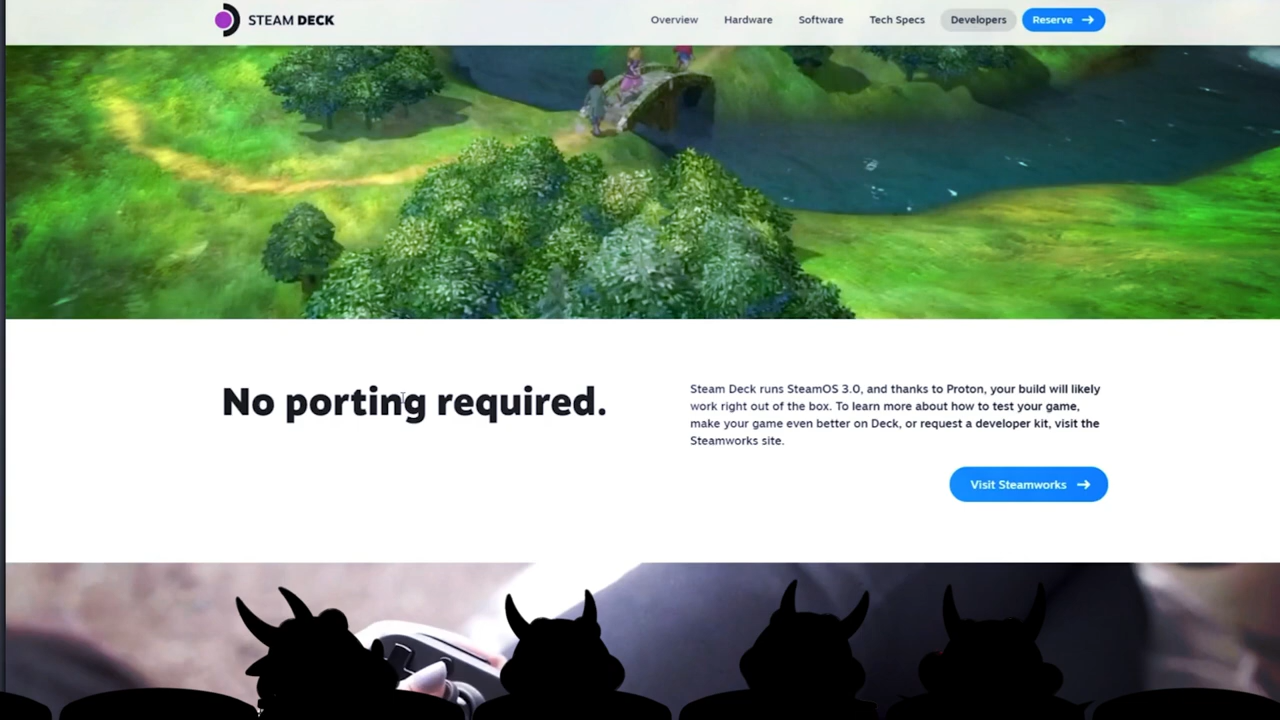 STEAM DECK
Overview
Hardware
Software
Tech Specs
Developers
Reserve
No porting required.
Steam Deck runs SteamOS 3.0, and thanks to Proton, your build will likely
work right out of the box. To learn more about how to test your game,
make your game even better on Deck, or request a developer kit, visit the
Steamworks site.
Visit Steamworks